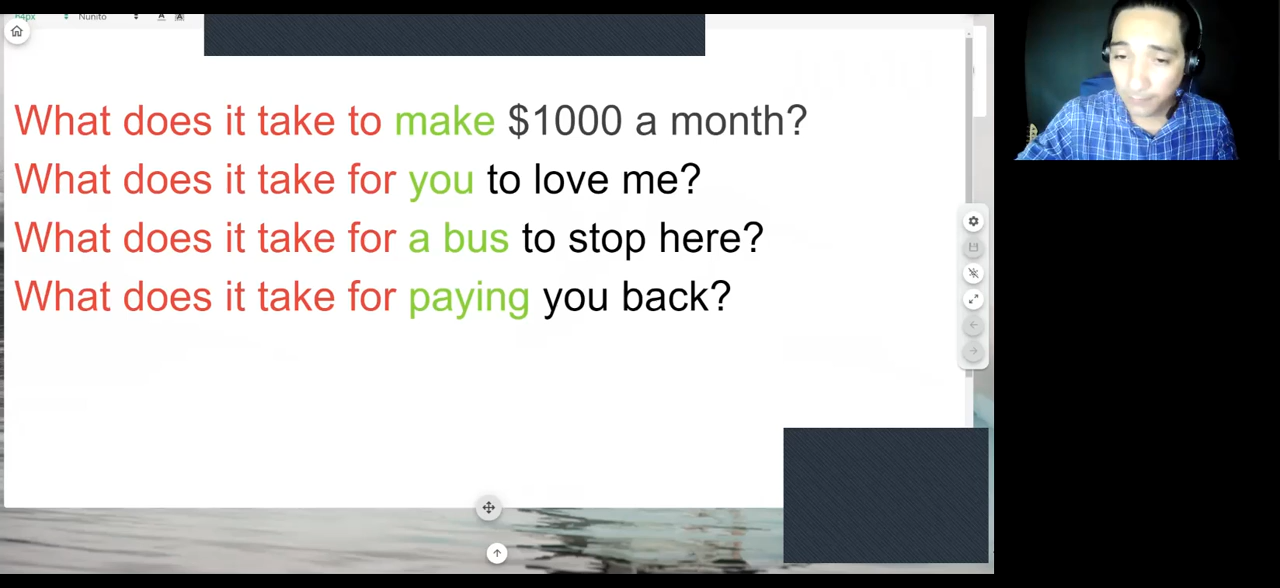 Nunito
What does it take to make $1000 a month?
What does it take for you to love me?
What does it take for a bus to stop here?
What does it take for paying you back?